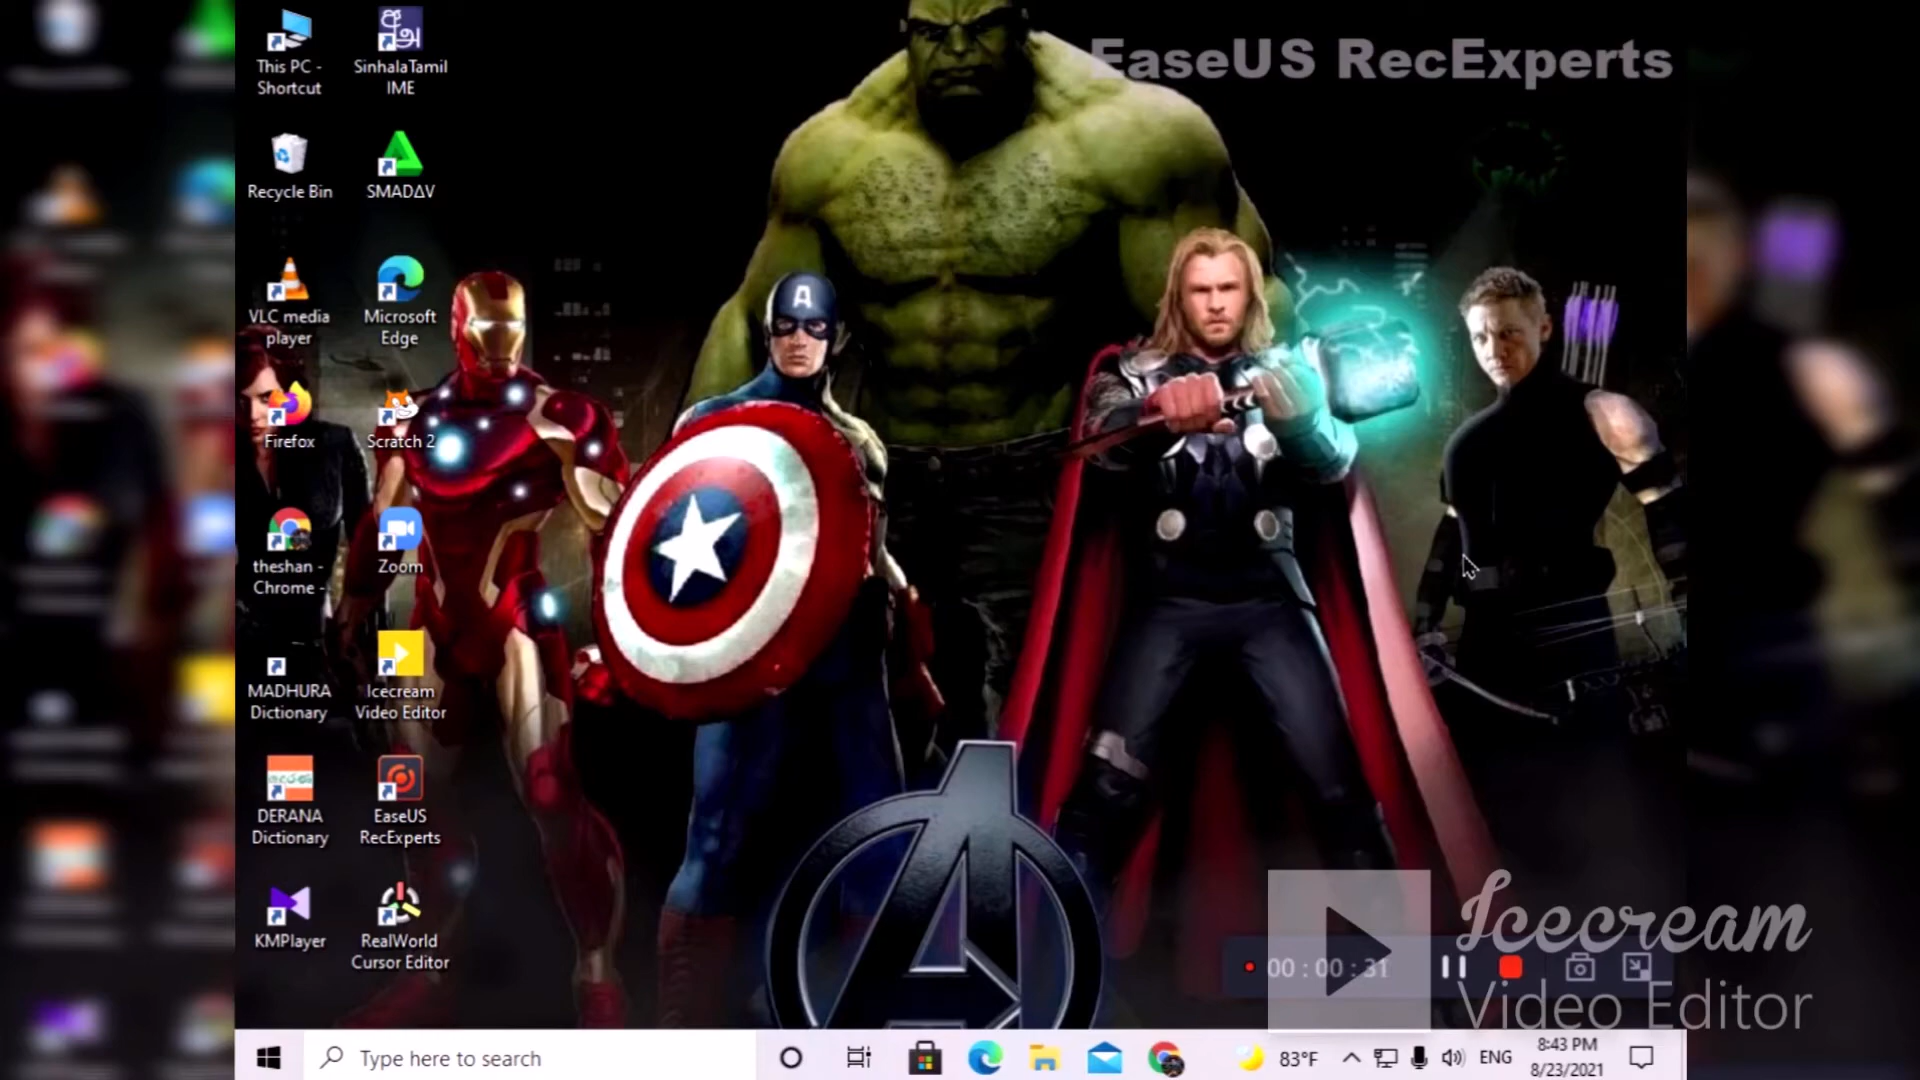 EaseUS RecExperts
This PC -
Shortcut
SinhalaTamil
IME
Recycle Bin
SMADΔV
VLC media
player
Microsoft
Edge
Firefox
Scratch 2
theshan -
Chrome -
Zoom
MADHURA
Dictionary
Icecream
Video Editor
DERANA
Dictionary
EaseUS
RecExperts
KMPlayer
RealWorld
Cursor Editor
A
00 : 00 : 31
Icecream
Video Editor
Type here to search
83°F
ENG
8:43 PM
8/23/2021